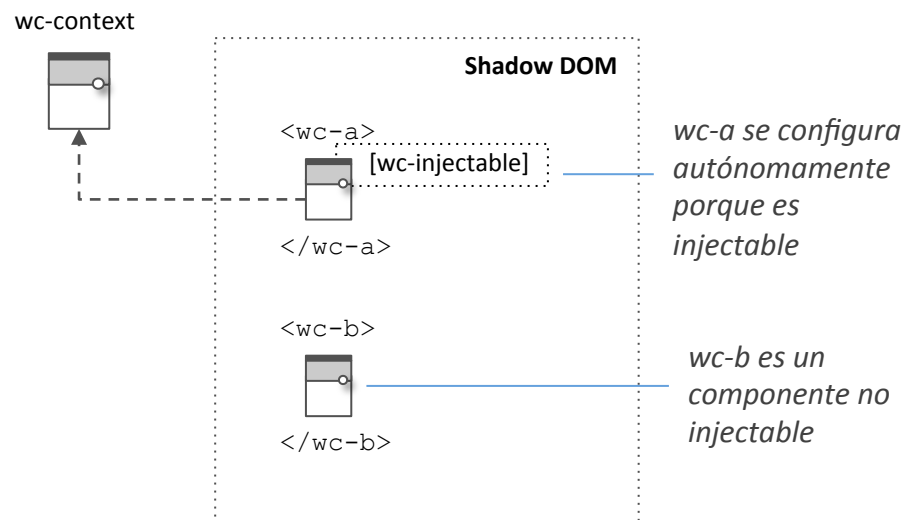 wc-context
Shadow DOM
<wc-a>
[wc-injectable]
</wc-a>
wc-a se configura
autónomamente
porque es
injectable
<wc-b>
</wc-b>
wc-b es un
componente no
injectable